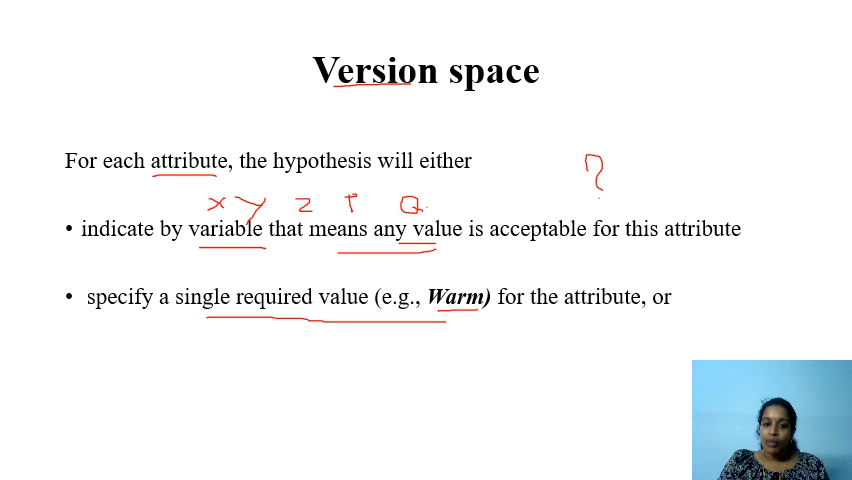 Version space
For each attribute, the hypothesis will either
?
x y z P Q
• indicate by variable that means any value is acceptable for this attribute
• specify a single required value (e.g., Warm) for the attribute, or